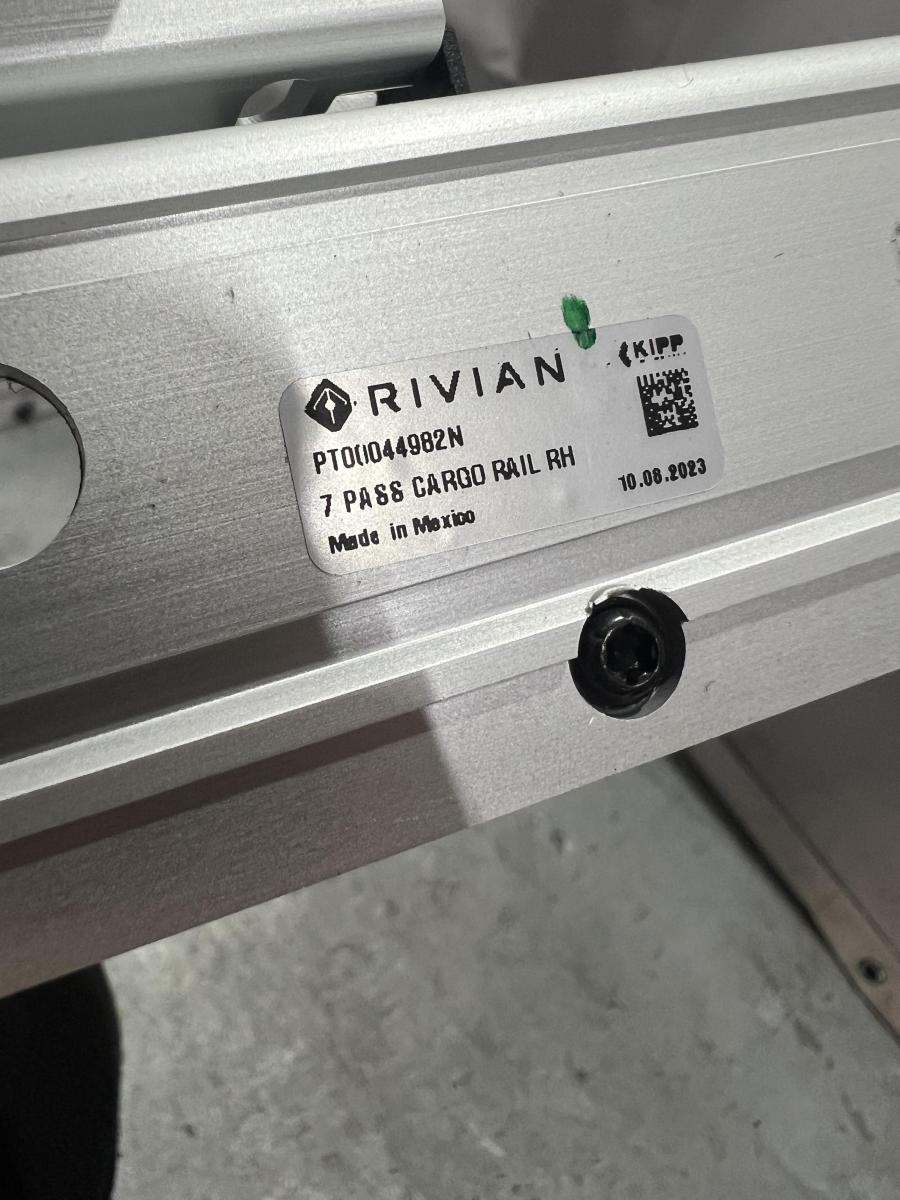 RIVIAN
KIPP
PT00044982N
7 PASS CARGO RAIL RH
10.06.2023
Made in Mexico